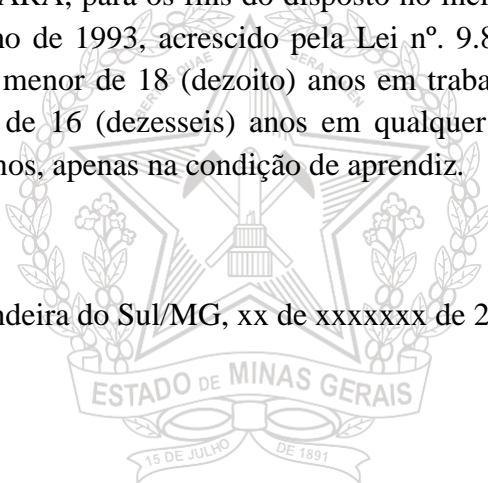 ARA, para os fins do disposto no inci
ho de 1993, acrescido pela Lei nº. 9.8
menor de 18 (dezoito) anos em traba
de 16 (dezesseis) anos em qualquer
nos, apenas na condição de aprendiz.
ndeira do Sul/MG, xx de xxxxxxx de 2
ESTADO DE MINAS GERAIS
15 DE JULHO DE 1891